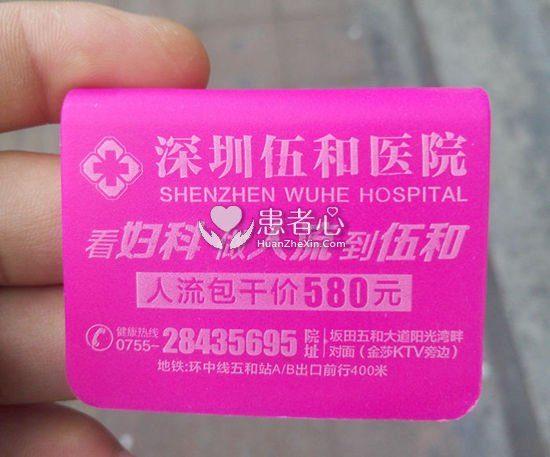 深圳伍和医院
SHENZHEN WUHE HOSPITAL
看妇科 做人流 到伍和
患者心
HuanZheXin.Com
人流包干价580元
健康热线
0755-28435695
院址 坂田五和大道阳光湾畔
对面（金莎KTV旁边）
地铁:环中线五和站A/B出口前行400米